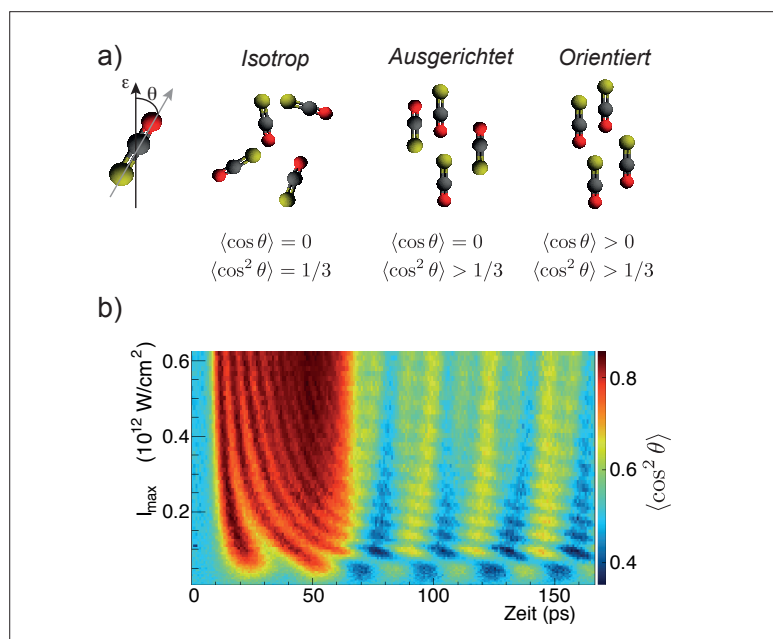 a)
Isotrop Ausgerichtet Orientiert
ε θ
⟨cos θ⟩ = 0 ⟨cos θ⟩ = 0 ⟨cos θ⟩ > 0
⟨cos² θ⟩ = 1/3 ⟨cos² θ⟩ > 1/3 ⟨cos² θ⟩ > 1/3
b)
I_max (10¹² W/cm²)
0.6
0.4
0.2
0 50 100 150
Zeit (ps)
0.8
0.6
0.4
⟨cos² θ⟩